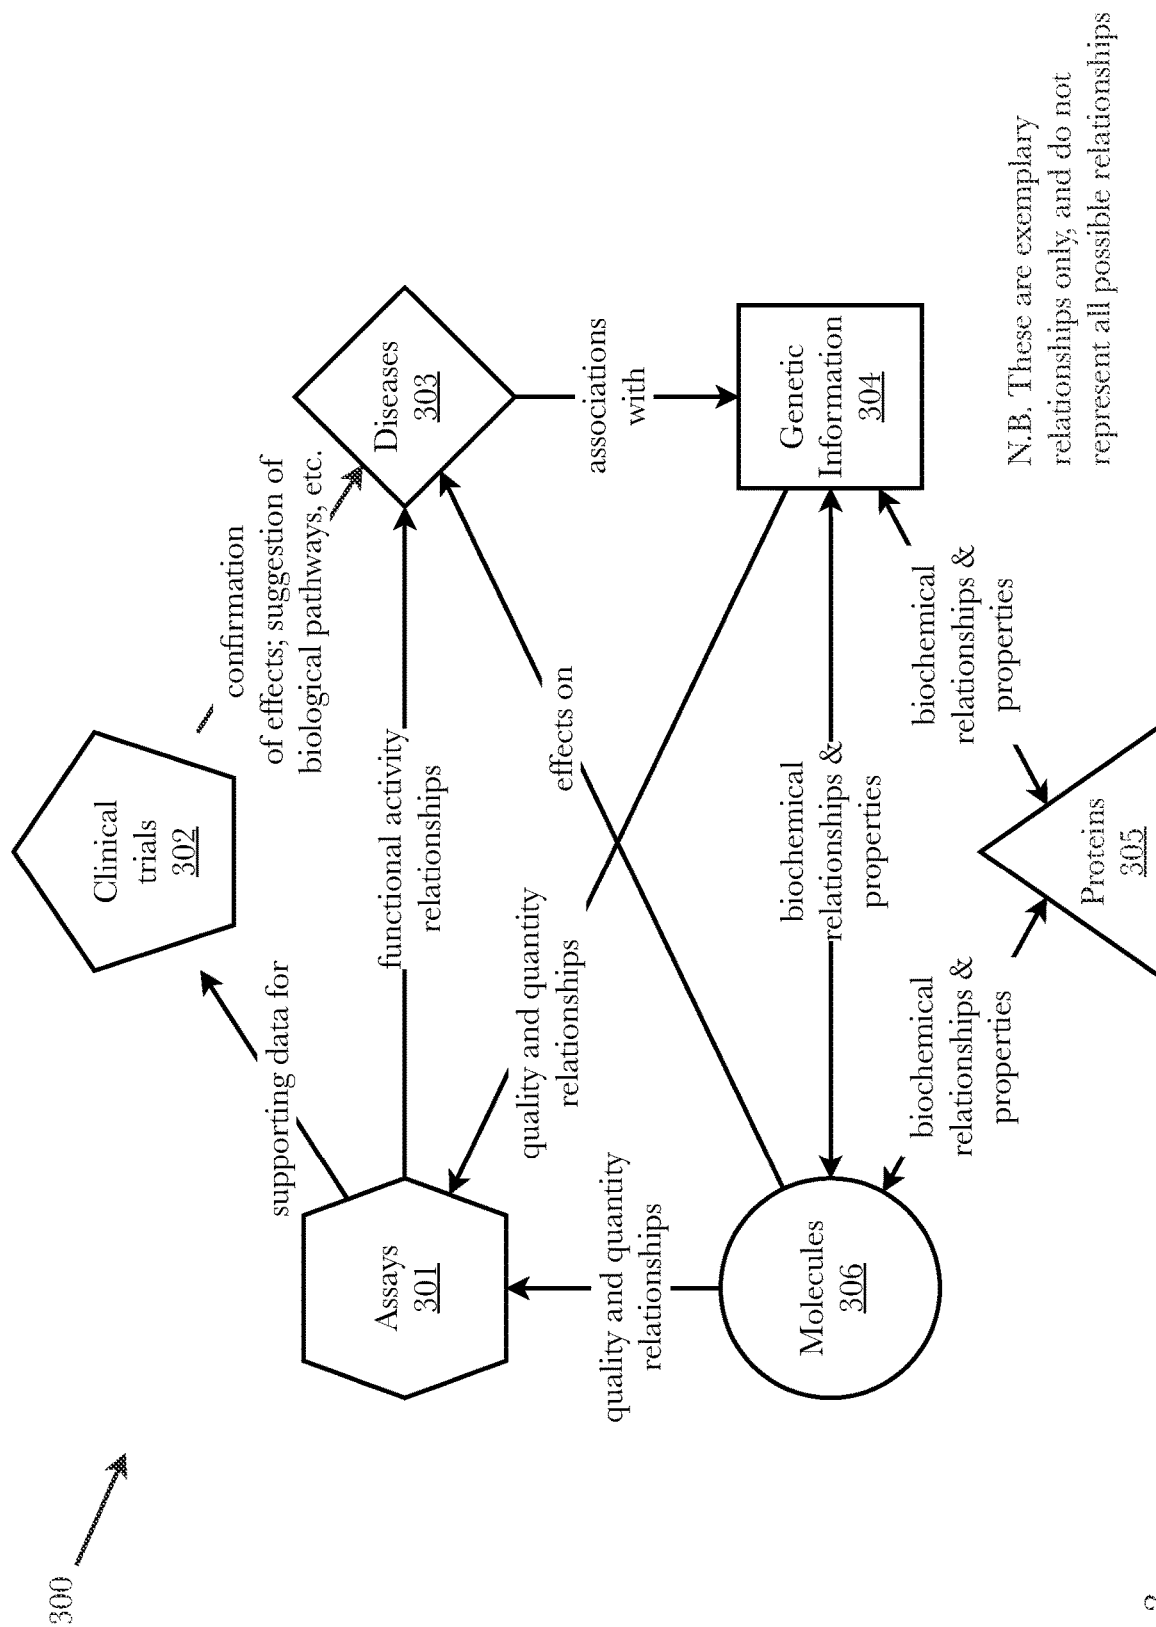 300
Clinical
trials
302
supporting data for
confirmation
of effects; suggestion of
biological pathways, etc.
Assays
301
functional activity
relationships
Diseases
303
quality and quantity
relationships
effects on
associations
with
quality and quantity
relationships
Molecules
306
biochemical
relationships &
properties
Genetic
Information
304
biochemical
relationships &
properties
biochemical
relationships &
properties
Proteins
305
N.B. These are exemplary
relationships only, and do not
represent all possible relationships